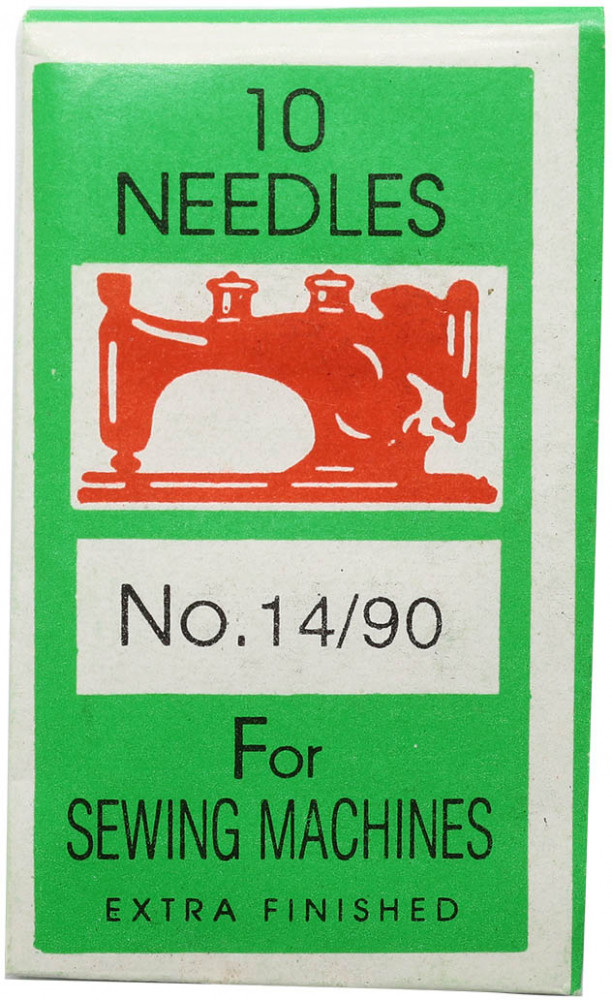 10
NEEDLES
No.14/90
For
SEWING MACHINES
EXTRA FINISHED